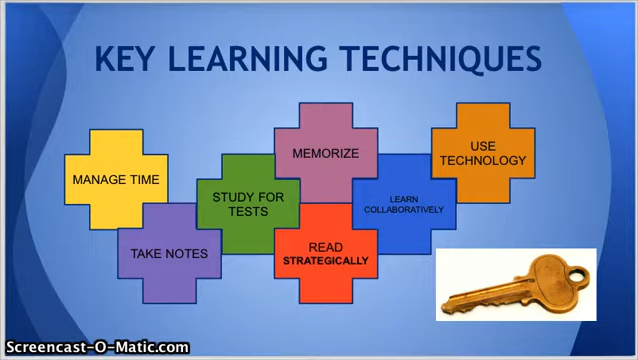 KEY LEARNING TECHNIQUES
MANAGE TIME
TAKE NOTES
STUDY FOR
TESTS
MEMORIZE
READ
STRATEGICALLY
LEARN
COLLABORATIVELY
USE
TECHNOLOGY
Screencast-O-Matic.com